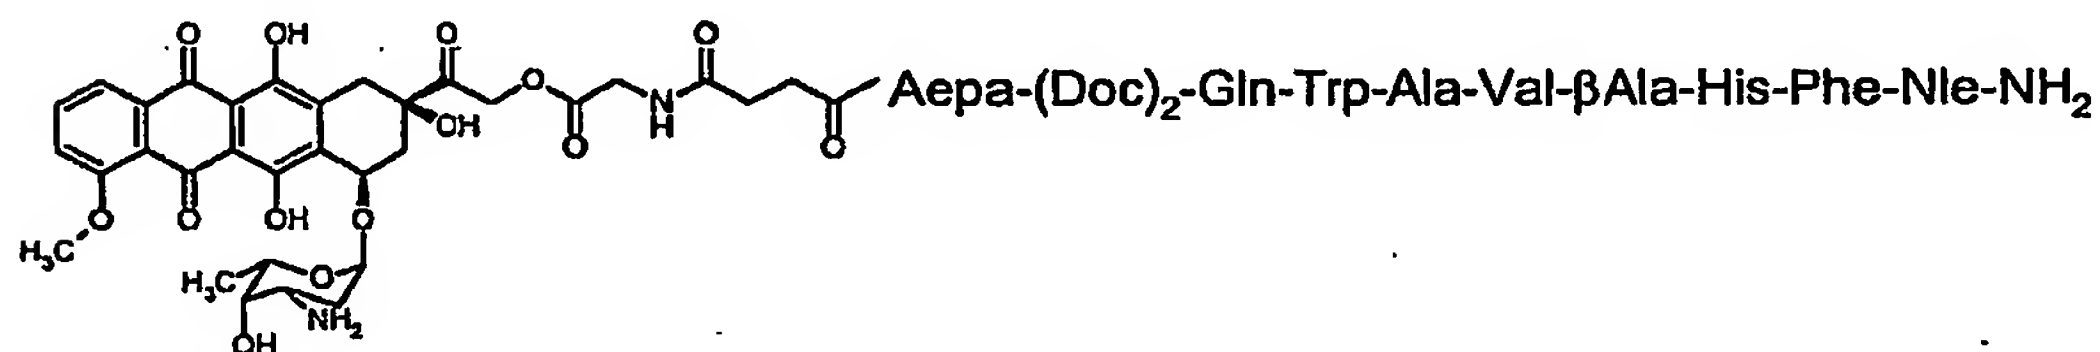 O OH O O
O Aepa-(Doc)₂-Gln-Trp-Ala-Val-βAla-His-Phe-Nle-NH₂
OH N
H
O O
O O OH O
H₃C
H₃C O
NH₂
OH